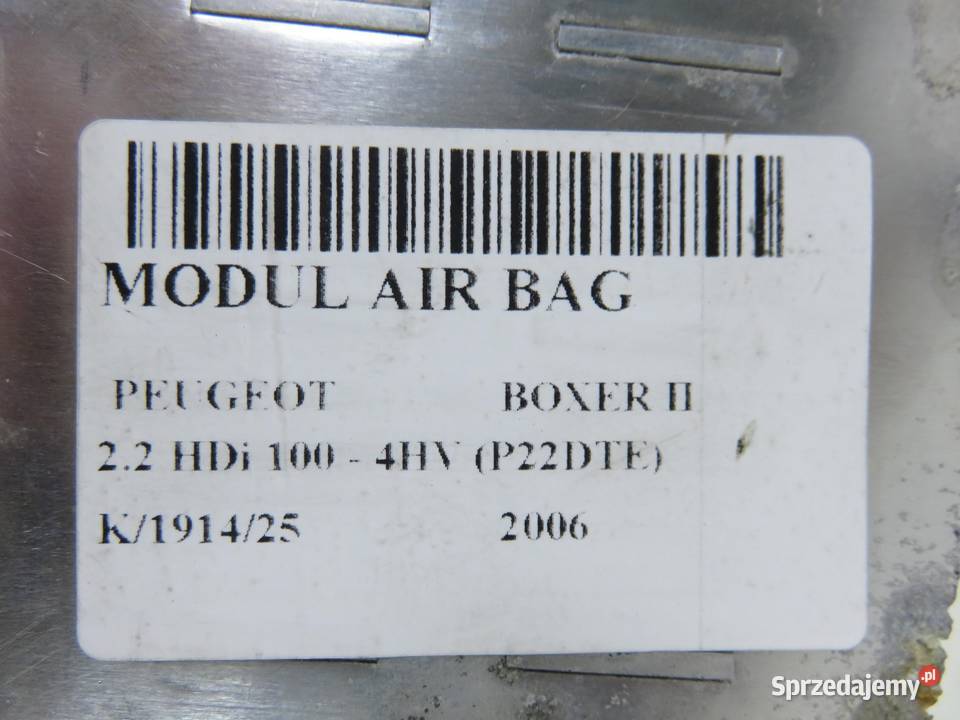 MODUL AIR BAG
PEUGEOT BOXER II
2.2 HDi 100 - 4HV (P22DTE)
K/1914/25 2006
Sprzedajemy.pl